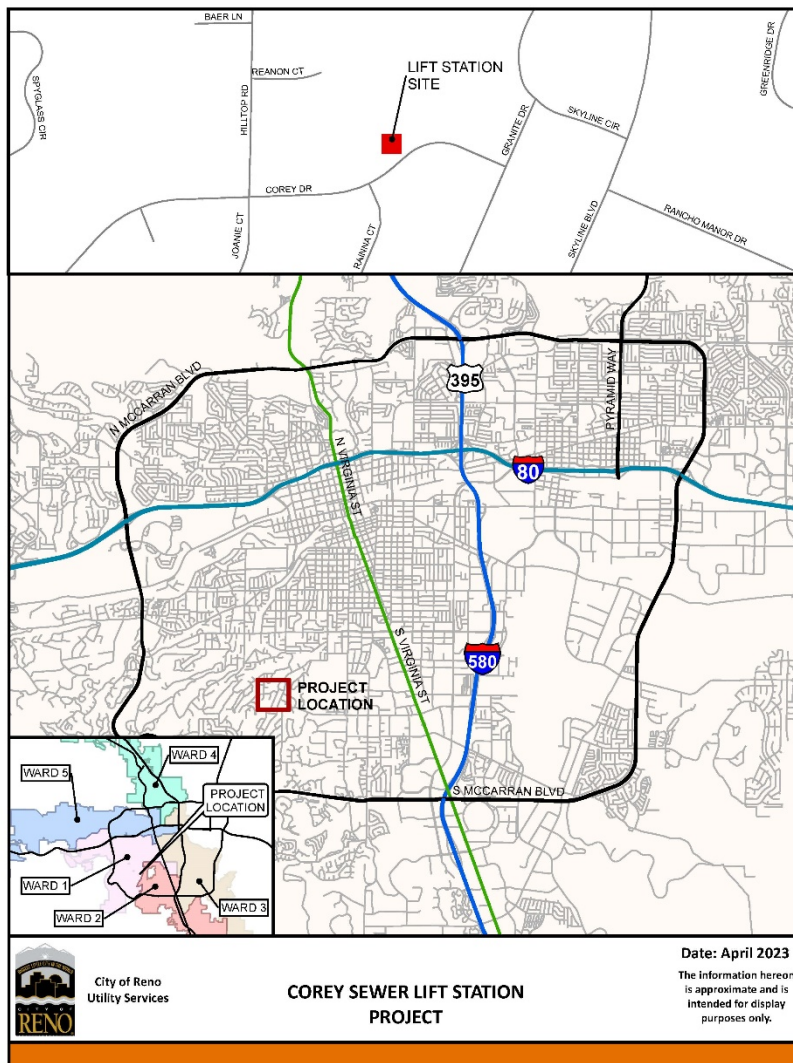 BAER LN
SPYGLASS CIR
HILLTOP RD
REANON CT
LIFT STATION
SITE
GREENRIDGE DR
SKYLINE CIR
GRANITE DR
COREY DR
JOANIE CT
RAINNA CT
SKYLINE BLVD
RANCHO MANOR DR
N MCCARRAN BLVD
395
PYRAMID WAY
N VIRGINIA ST
80
S VIRGINIA ST
580
PROJECT
LOCATION
S MCCARRAN BLVD
WARD 4
WARD 5
PROJECT
LOCATION
WARD 1
WARD 2
WARD 3
CITY OF
RENO
City of Reno
Utility Services
COREY SEWER LIFT STATION
PROJECT
Date: April 2023
The information hereon
is approximate and is
intended for display
purposes only.